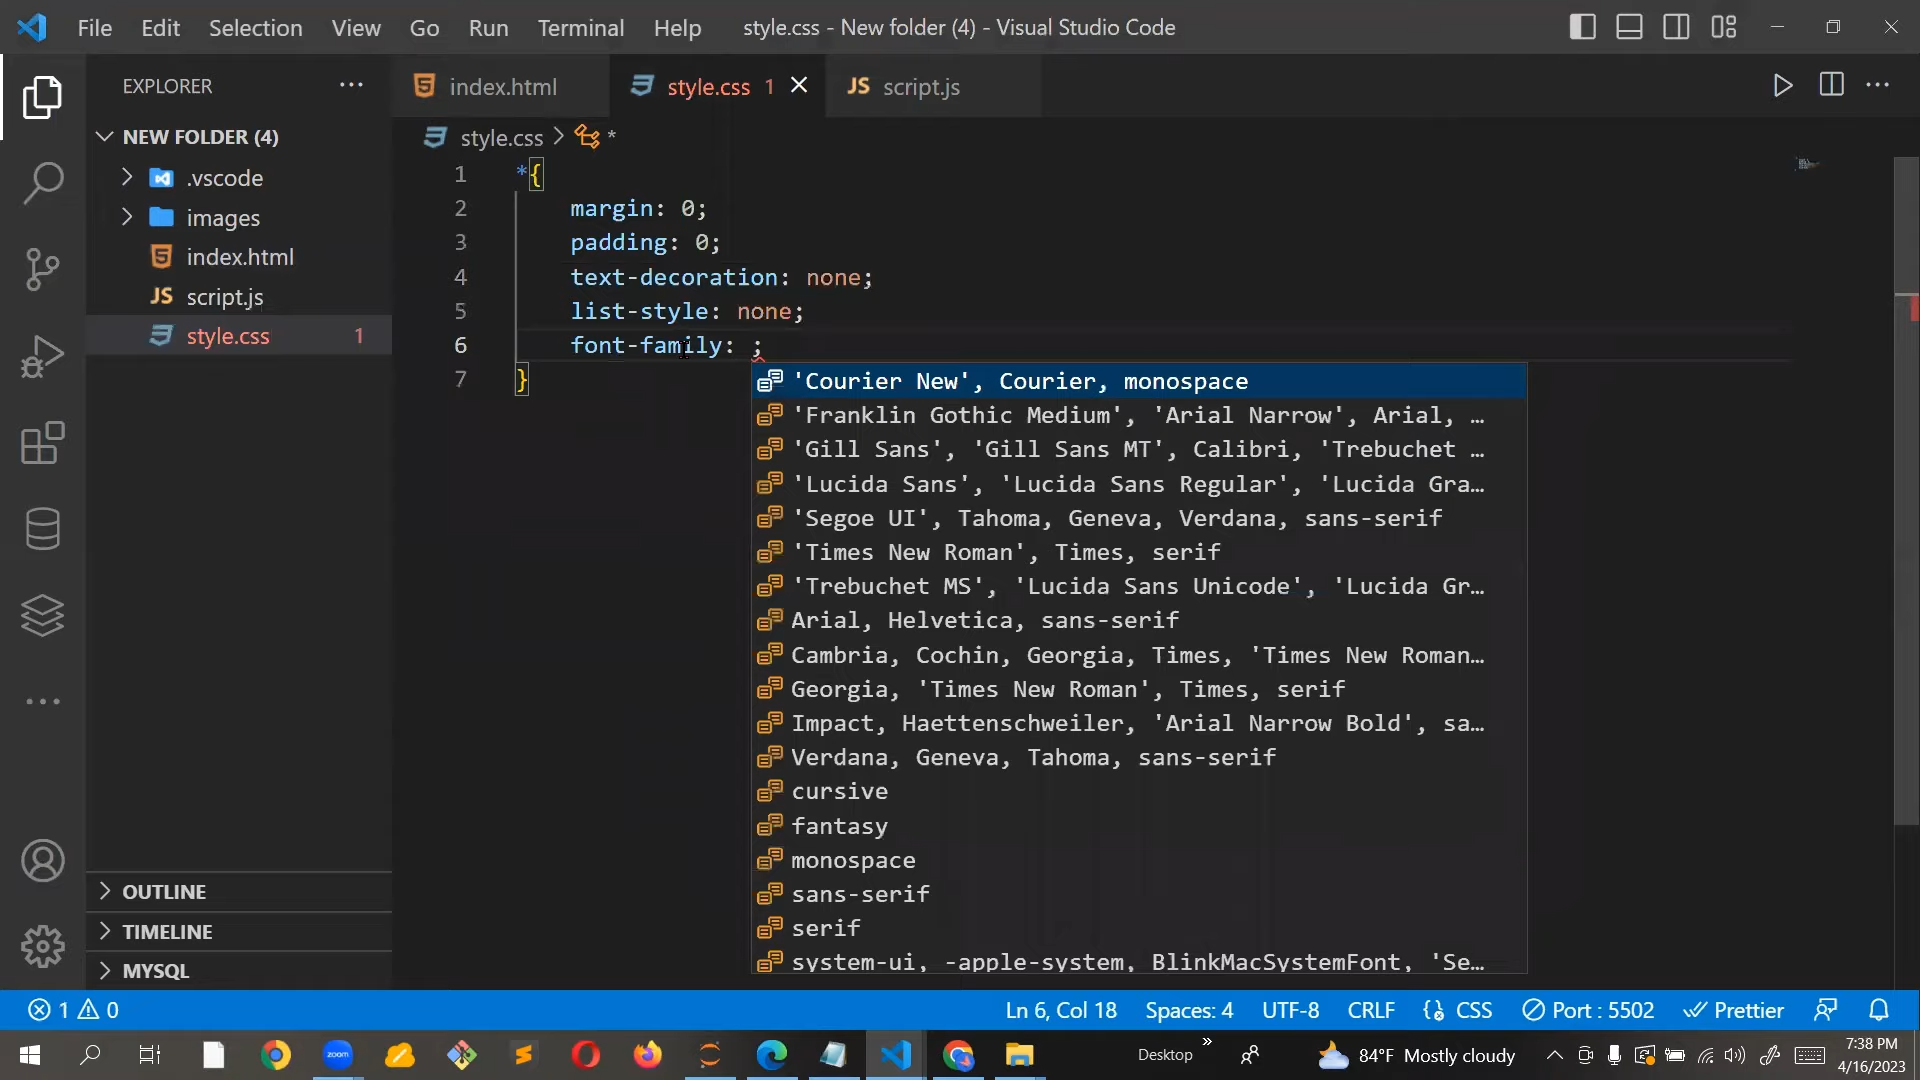 File Edit Selection View Go Run Terminal Help style.css - New folder (4) - Visual Studio Code
EXPLORER
index.html
style.css 1
JS script.js
NEW FOLDER (4)
style.css > *
.vscode
images
index.html
JS script.js
style.css 1
1 *{
2 margin: 0;
3 padding: 0;
4 text-decoration: none;
5 list-style: none;
6 font-family: ;
7 }
'Courier New', Courier, monospace
'Franklin Gothic Medium', 'Arial Narrow', Arial, …
'Gill Sans', 'Gill Sans MT', Calibri, 'Trebuchet …
'Lucida Sans', 'Lucida Sans Regular', 'Lucida Gra…
'Segoe UI', Tahoma, Geneva, Verdana, sans-serif
'Times New Roman', Times, serif
'Trebuchet MS', 'Lucida Sans Unicode', 'Lucida Gr…
Arial, Helvetica, sans-serif
Cambria, Cochin, Georgia, Times, 'Times New Roman…
Georgia, 'Times New Roman', Times, serif
Impact, Haettenschweiler, 'Arial Narrow Bold', sa…
Verdana, Geneva, Tahoma, sans-serif
cursive
fantasy
monospace
sans-serif
serif
system-ui, -apple-system, BlinkMacSystemFont, 'Se…
OUTLINE
TIMELINE
MYSQL
1 0 Ln 6, Col 18 Spaces: 4 UTF-8 CRLF {} CSS Port : 5502 Prettier
zoom
Desktop
84°F Mostly cloudy
7:38 PM
4/16/2023